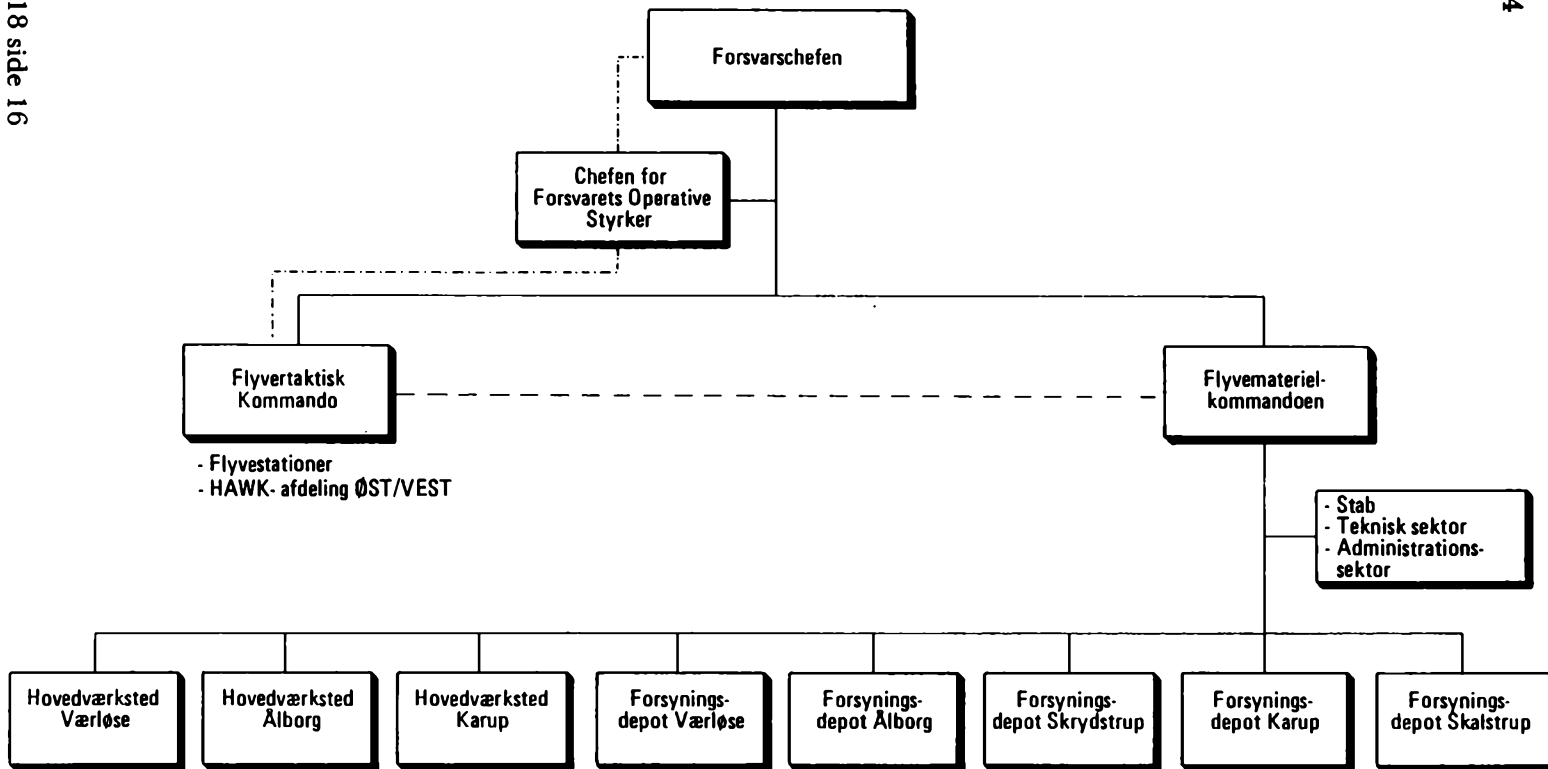 4
18 side 16
Forsvarschefen
Chefen for
Forsvarets Operative
Styrker
Flyvertaktisk
Kommando
- Flyvestationer
- HAWK- afdeling ØST/VEST
Flyvemateriel-
kommandoen
- Stab
- Teknisk sektor
- Administrations-
sektor
Hovedværksted
Værløse
Hovedværksted
Ålborg
Hovedværksted
Karup
Forsynings-
depot Værløse
Forsynings-
depot Ålborg
Forsynings-
depot Skrydstrup
Forsynings-
depot Karup
Forsynings-
depot Skalstrup